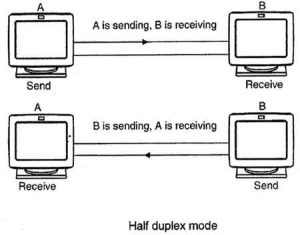 A
B
A is sending, B is receiving
Send
Receive
A
B
B is sending, A is receiving
Receive
Send
Half duplex mode